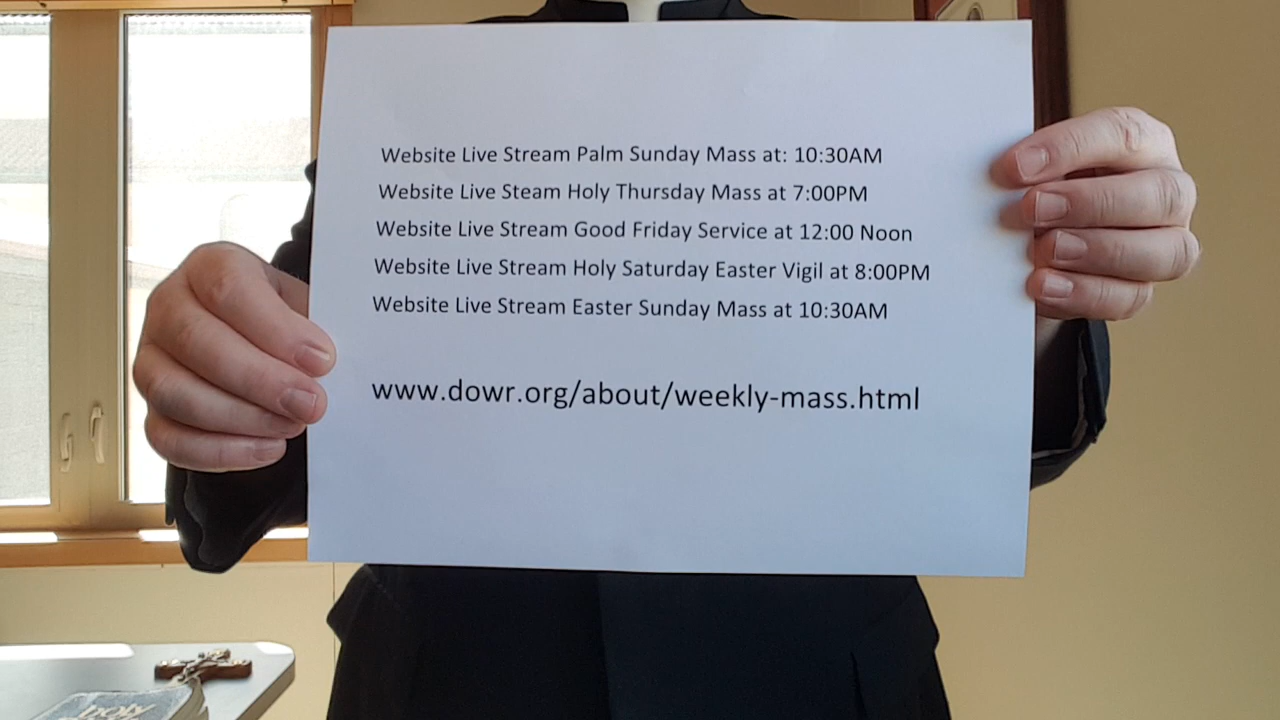 Website Live Stream Palm Sunday Mass at: 10:30AM
Website Live Steam Holy Thursday Mass at 7:00PM
Website Live Stream Good Friday Service at 12:00 Noon
Website Live Stream Holy Saturday Easter Vigil at 8:00PM
Website Live Stream Easter Sunday Mass at 10:30AM
www.dowr.org/about/weekly-mass.html
holy